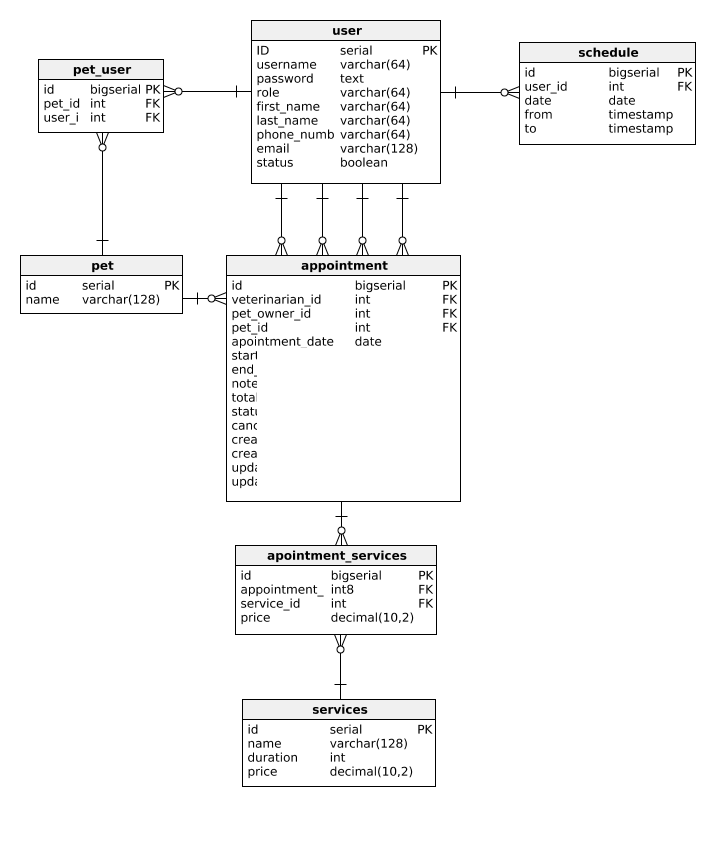 user
ID serial PK
username varchar(64)
password text
role varchar(64)
first_name varchar(64)
last_name varchar(64)
phone_numb varchar(64)
email varchar(128)
status boolean
schedule
id bigserial PK
user_id int FK
date date
from timestamp
to timestamp
pet_user
id bigserial PK
pet_id int FK
user_i int FK
pet
id serial PK
name varchar(128)
appointment
id bigserial PK
veterinarian_id int FK
pet_owner_id int FK
pet_id int FK
apointment_date date
start
end_
note
total
statu
canc
crea
crea
upda
upda
apointment_services
id bigserial PK
appointment_ int8 FK
service_id int FK
price decimal(10,2)
services
id serial PK
name varchar(128)
duration int
price decimal(10,2)